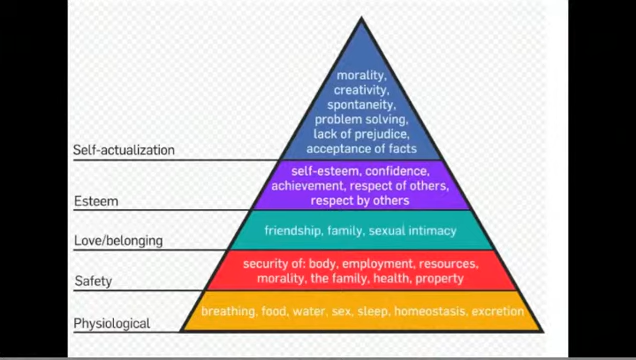 morality,
creativity,
spontaneity,
problem solving,
lack of prejudice,
acceptance of facts
Self-actualization
self-esteem, confidence,
achievement, respect of others,
respect by others
Esteem
friendship, family, sexual intimacy
Love/belonging
security of: body, employment, resources,
morality, the family, health, property
Safety
breathing, food, water, sex, sleep, homeostasis, excretion
Physiological